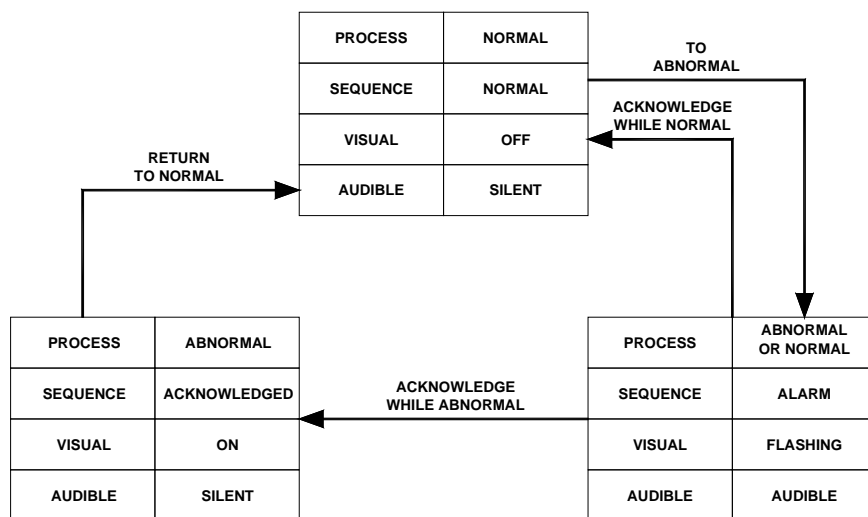 PROCESS NORMAL
SEQUENCE NORMAL
VISUAL OFF
AUDIBLE SILENT
TO
ABNORMAL
ACKNOWLEDGE
WHILE NORMAL
RETURN
TO NORMAL
PROCESS ABNORMAL
SEQUENCE ACKNOWLEDGED
VISUAL ON
AUDIBLE SILENT
ACKNOWLEDGE
WHILE ABNORMAL
PROCESS ABNORMAL
OR NORMAL
SEQUENCE ALARM
VISUAL FLASHING
AUDIBLE AUDIBLE